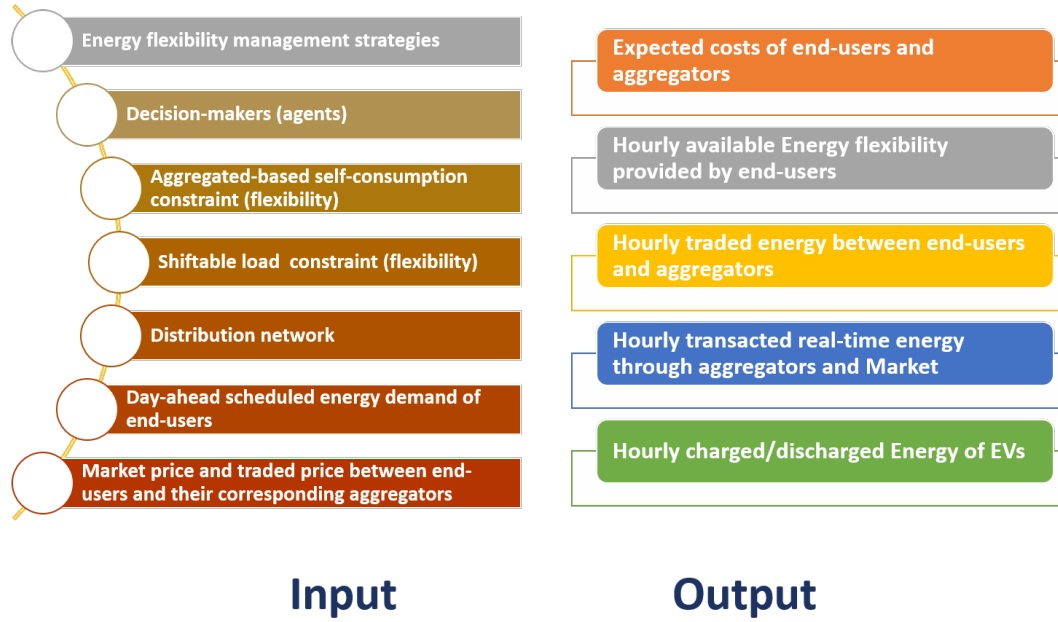 Energy flexibility management strategies
Decision-makers (agents)
Aggregated-based self-consumption
constraint (flexibility)
Shiftable load  constraint (flexibility)
Distribution network
Day-ahead scheduled energy demand of
end-users
Market price and traded price between end-
users and their corresponding aggregators
Input
Expected costs of end-users and
aggregators
Hourly available Energy flexibility
provided by end-users
Hourly traded energy between end-users
and aggregators
Hourly transacted real-time energy
through aggregators and Market
Hourly charged/discharged Energy of EVs
Output